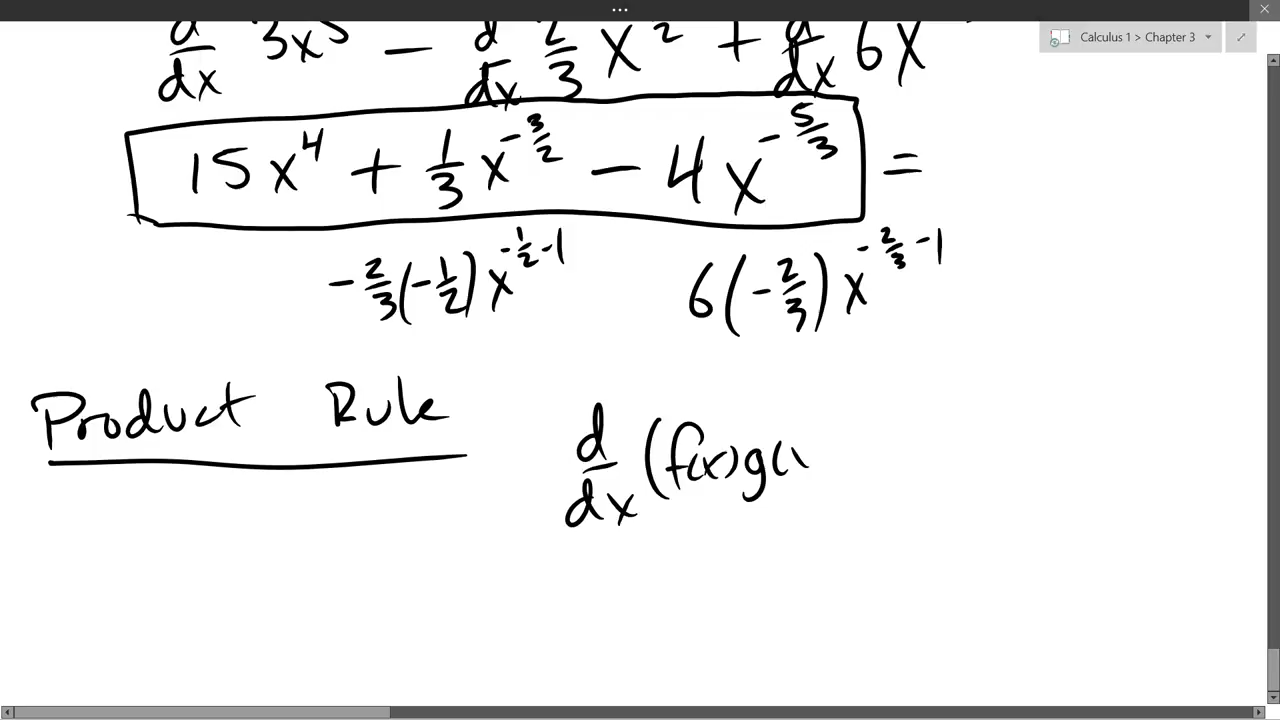 Calculus 1 > Chapter 3
d/dx 3x^5 − d/dx 2/3 x^2 + d/dx 6x
15x^4 + 1/3 x^(-3/2) − 4x^(-5/3) =
-2/3(-1/2)x^(-1/2-1) 6(-2/3)x^(-2/3-1)
Product Rule d/dx (f(x)g(